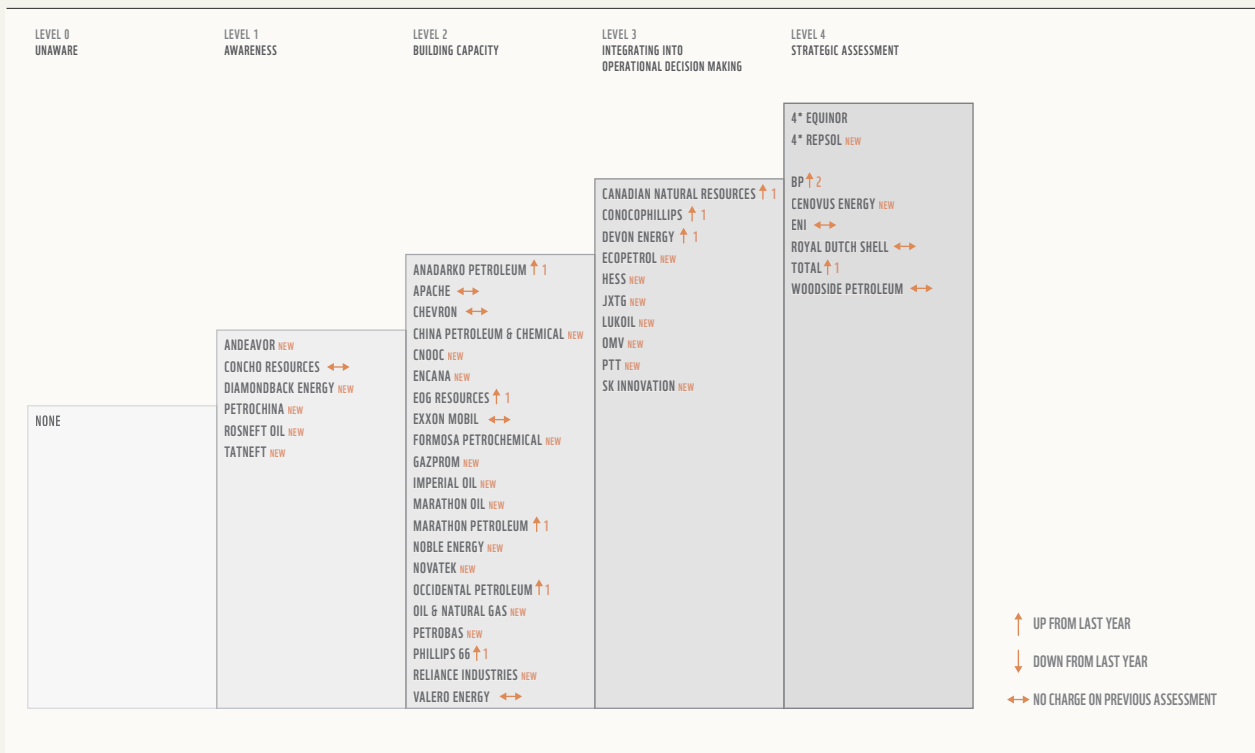 LEVEL 0
UNAWARE
LEVEL 1
AWARENESS
LEVEL 2
BUILDING CAPACITY
LEVEL 3
INTEGRATING INTO
OPERATIONAL DECISION MAKING
LEVEL 4
STRATEGIC ASSESSMENT
NONE
ANDEAVOR NEW
CONCHO RESOURCES ↔
DIAMONDBACK ENERGY NEW
PETROCHINA NEW
ROSNEFT OIL NEW
TATNEFT NEW
ANADARKO PETROLEUM ↑ 1
APACHE ↔
CHEVRON ↔
CHINA PETROLEUM & CHEMICAL NEW
CNOOC NEW
ENCANA NEW
EOG RESOURCES ↑ 1
EXXON MOBIL ↔
FORMOSA PETROCHEMICAL NEW
GAZPROM NEW
IMPERIAL OIL NEW
MARATHON OIL NEW
MARATHON PETROLEUM ↑ 1
NOBLE ENERGY NEW
NOVATEK NEW
OCCIDENTAL PETROLEUM ↑ 1
OIL & NATURAL GAS NEW
PETROBAS NEW
PHILLIPS 66 ↑ 1
RELIANCE INDUSTRIES NEW
VALERO ENERGY ↔
CANADIAN NATURAL RESOURCES ↑ 1
CONOCOPHILLIPS ↑ 1
DEVON ENERGY ↑ 1
ECOPETROL NEW
HESS NEW
JXTG NEW
LUKOIL NEW
OMV NEW
PTT NEW
SK INNOVATION NEW
4* EQUINOR
4* REPSOL NEW
BP ↑ 2
CENOVUS ENERGY NEW
ENI ↔
ROYAL DUTCH SHELL ↔
TOTAL ↑ 1
WOODSIDE PETROLEUM ↔
↑ UP FROM LAST YEAR
↓ DOWN FROM LAST YEAR
↔ NO CHARGE ON PREVIOUS ASSESSMENT